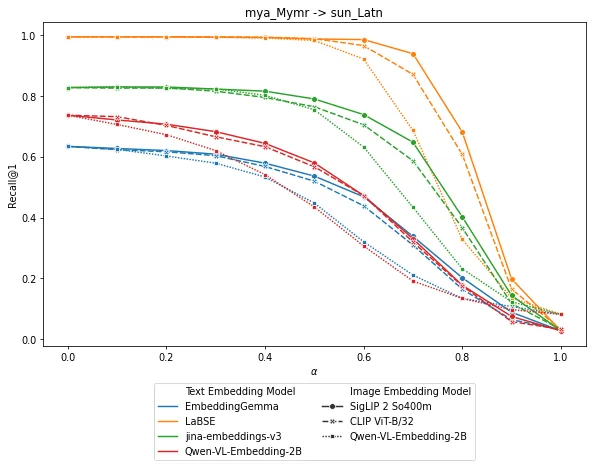 mya_Mymr -> sun_Latn
Recall@1
1.0
0.8
0.6
0.4
0.2
0.0
0.0 0.2 0.4 0.6 0.8 1.0
α
Text Embedding Model
EmbeddingGemma
LaBSE
jina-embeddings-v3
Qwen-VL-Embedding-2B
Image Embedding Model
SigLIP 2 So400m
CLIP ViT-B/32
Qwen-VL-Embedding-2B